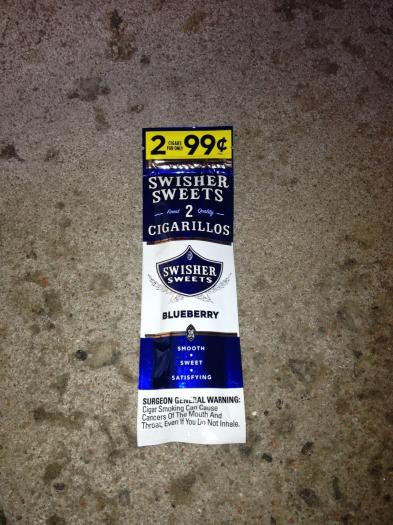 2 CIGARS FOR ONLY 99¢
SWISHER
SWEETS
Finest 2 Quality
CIGARILLOS
SWISHER
SWEETS
BLUEBERRY
SMOOTH
SWEET
SATISFYING
SURGEON GENERAL WARNING:
Cigar Smoking Can Cause
Cancers Of The Mouth And
Throat, Even If You Do Not Inhale.